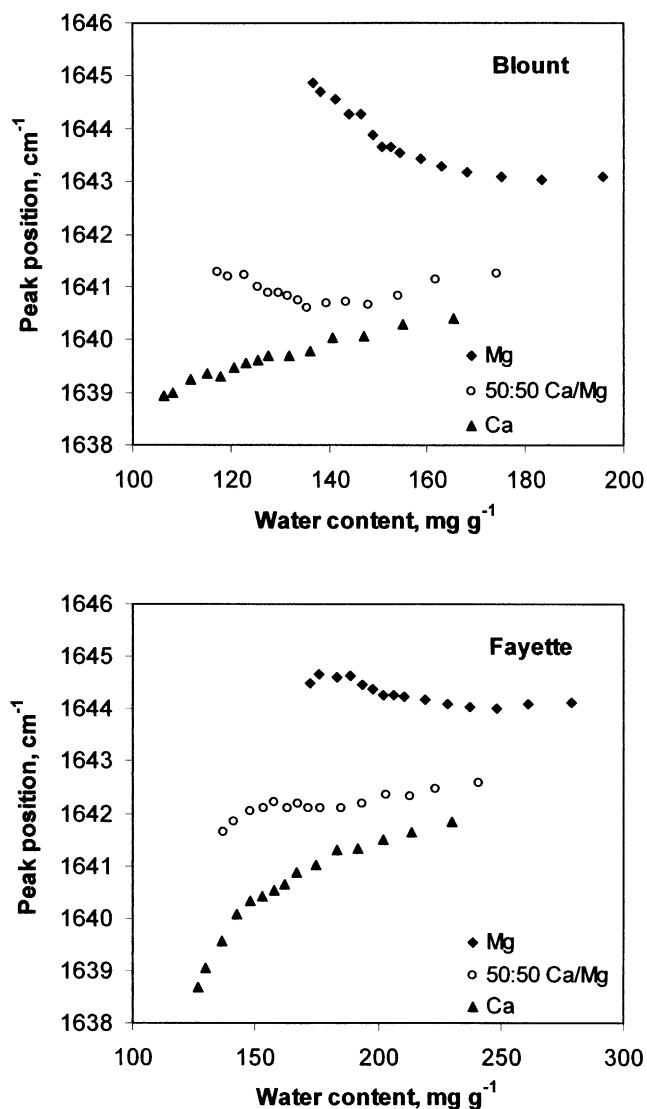 1646
1645
1644
1643
1642
1641
1640
1639
1638
Peak position, cm⁻¹
Blount
Mg
50:50 Ca/Mg
Ca
100
120
140
160
180
200
Water content, mg g⁻¹
1646
1645
1644
1643
1642
1641
1640
1639
1638
Peak position, cm⁻¹
Fayette
Mg
50:50 Ca/Mg
Ca
100
150
200
250
300
Water content, mg g⁻¹